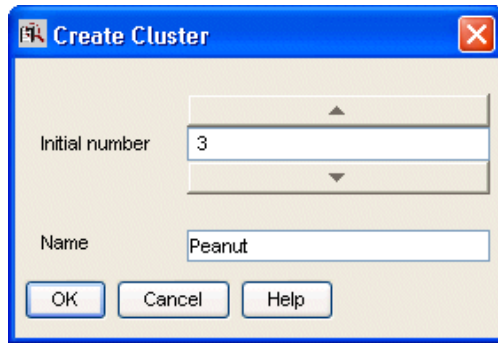 Create Cluster
Initial number 3
Name Peanut
OK Cancel Help